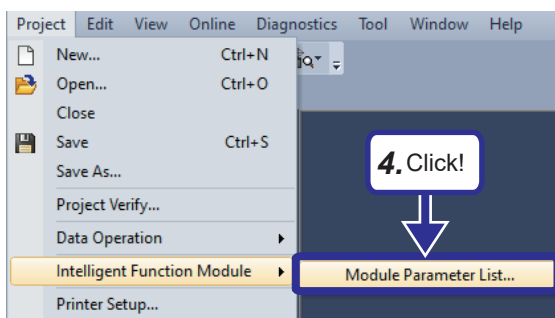 Project Edit View Online Diagnostics Tool Window Help
New... Ctrl+N
Open... Ctrl+O
Close
Save Ctrl+S
Save As...
4. Click!
Project Verify...
Data Operation
Intelligent Function Module
Module Parameter List...
Printer Setup...